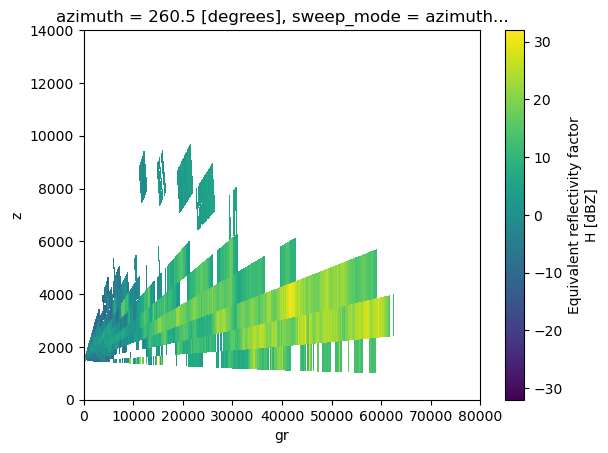 azimuth = 260.5 [degrees], sweep_mode = azimuth...
14000
12000
10000
8000
6000
4000
2000
0
z
0 10000 20000 30000 40000 50000 60000 70000 80000
gr
30
20
10
0
−10
−20
−30
Equivalent reflectivity factor
H [dBZ]